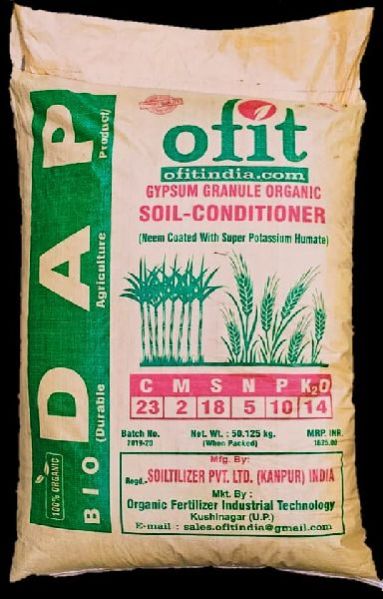 ofit
ofitindia.com
GYPSUM GRANULE ORGANIC
SOIL-CONDITIONER
(Neem Coated With Super Potassium Humate)
BIO DAP
(Durable Agriculture Product)
100% ORGANIC
C M S N P K2O
23 2 18 5 10 14
Batch No. Net. Wt. : 50.125 kg. MRP. INR.
2019-20 (When Packed) 1625.00
Mfg. By:
Regd. SOILTILIZER PVT. LTD. (KANPUR) INDIA
Mkt. By :
Organic Fertilizer Industrial Technology
Kushinagar (U.P.)
E-mail : sales.ofitindia@gmail.com